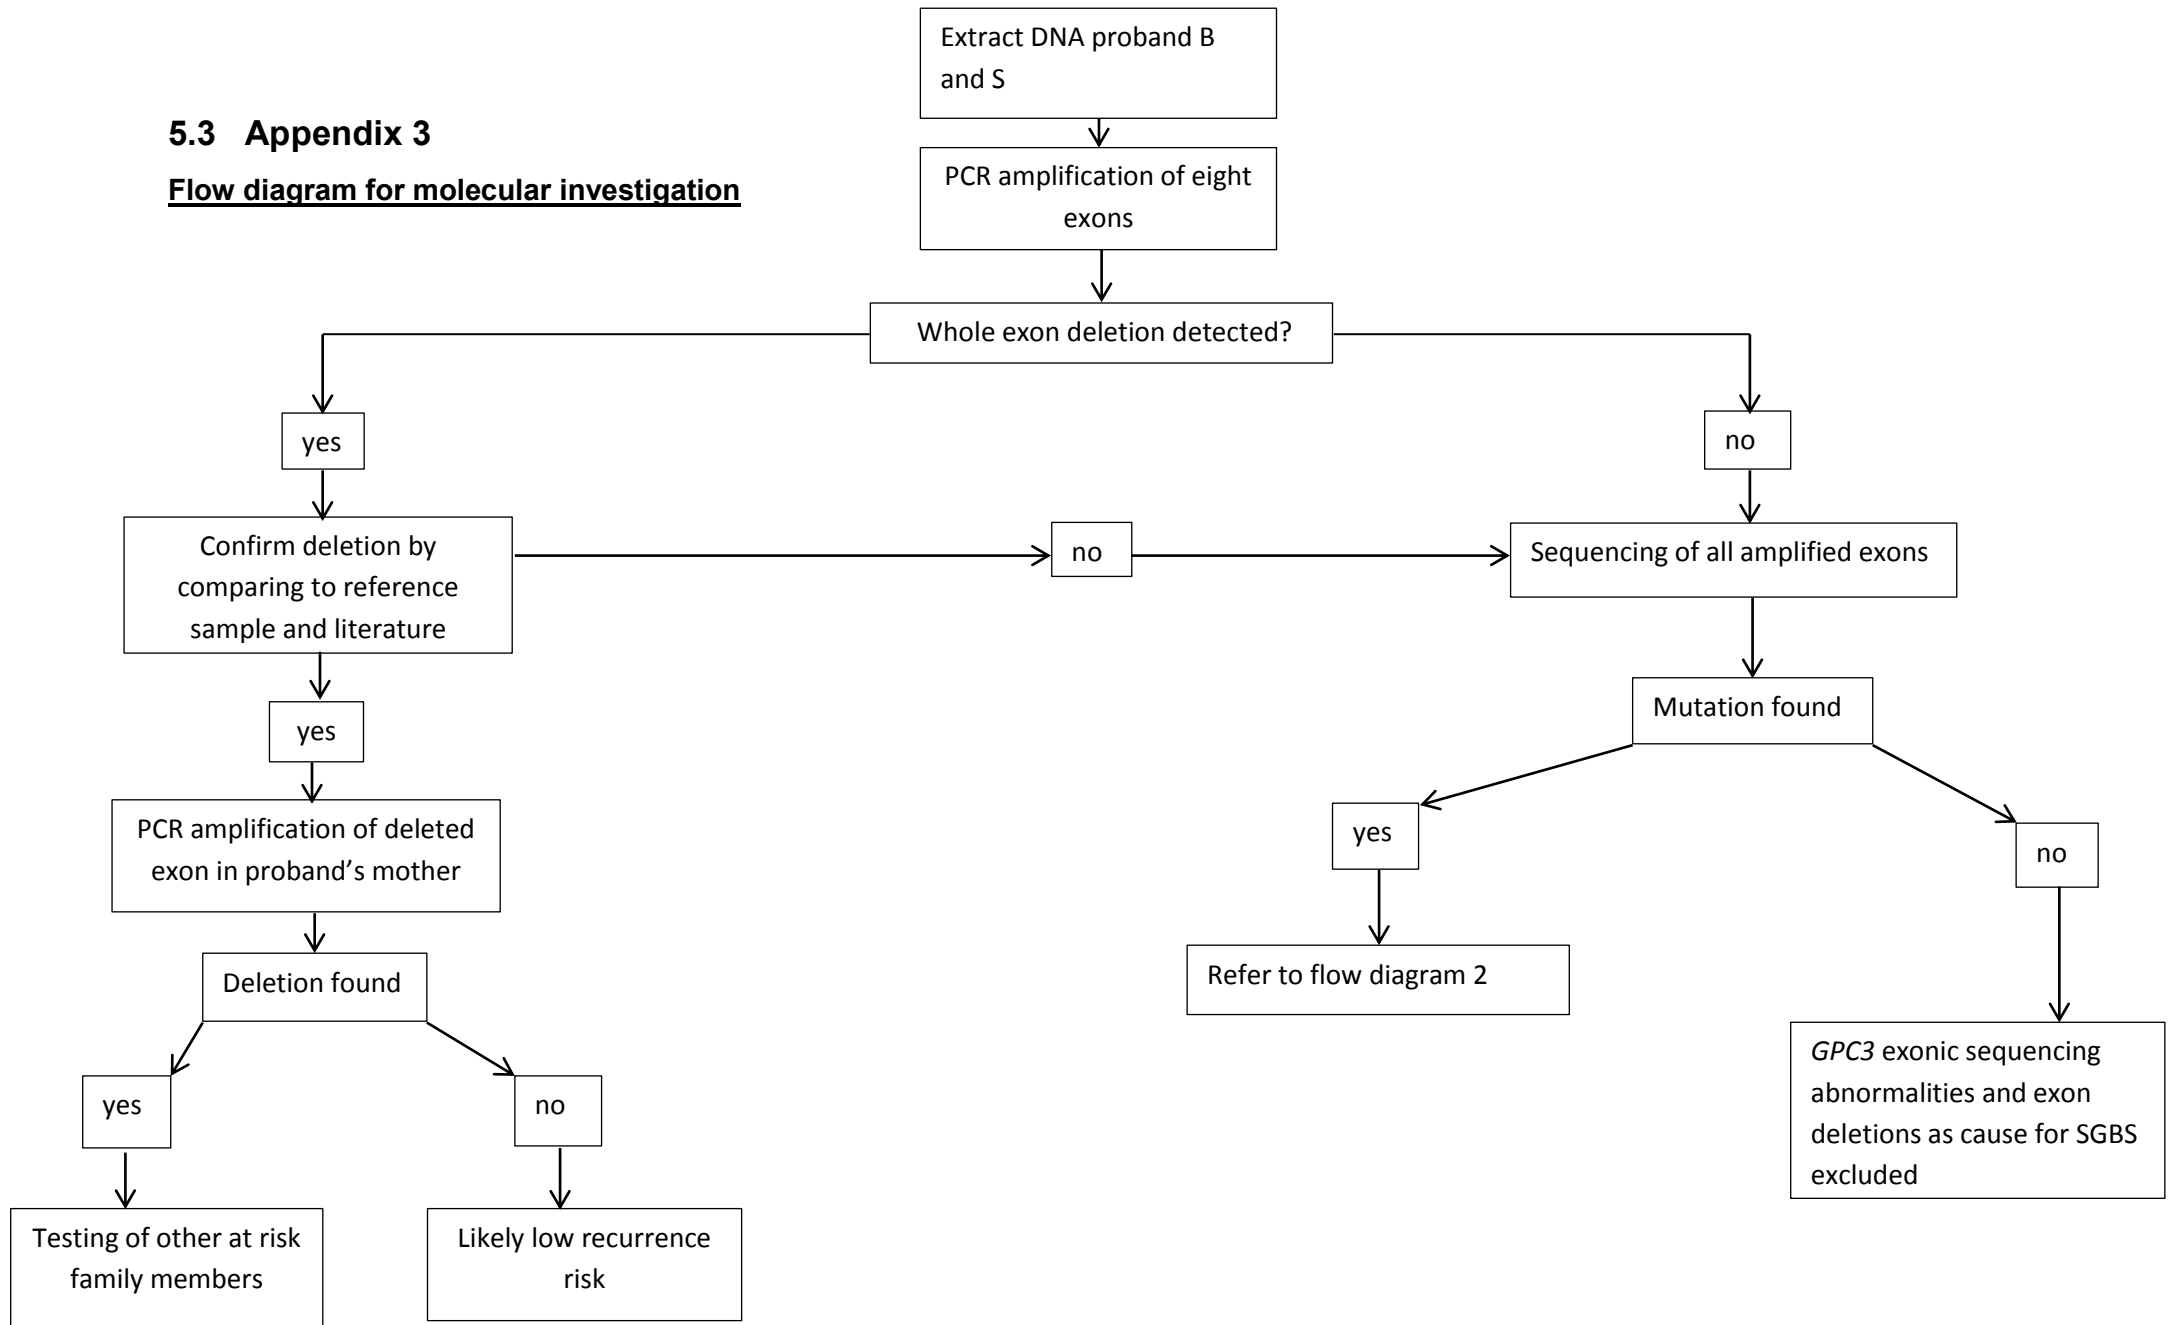 5.3 Appendix 3
Flow diagram for molecular investigation
Extract DNA proband B
and S
PCR amplification of eight
exons
Whole exon deletion detected?
yes
no
Confirm deletion by
comparing to reference
sample and literature
no
Sequencing of all amplified exons
yes
Mutation found
PCR amplification of deleted
exon in proband’s mother
yes
no
Deletion found
Refer to flow diagram 2
GPC3 exonic sequencing
abnormalities and exon
deletions as cause for SGBS
excluded
yes
no
Testing of other at risk
family members
Likely low recurrence
risk